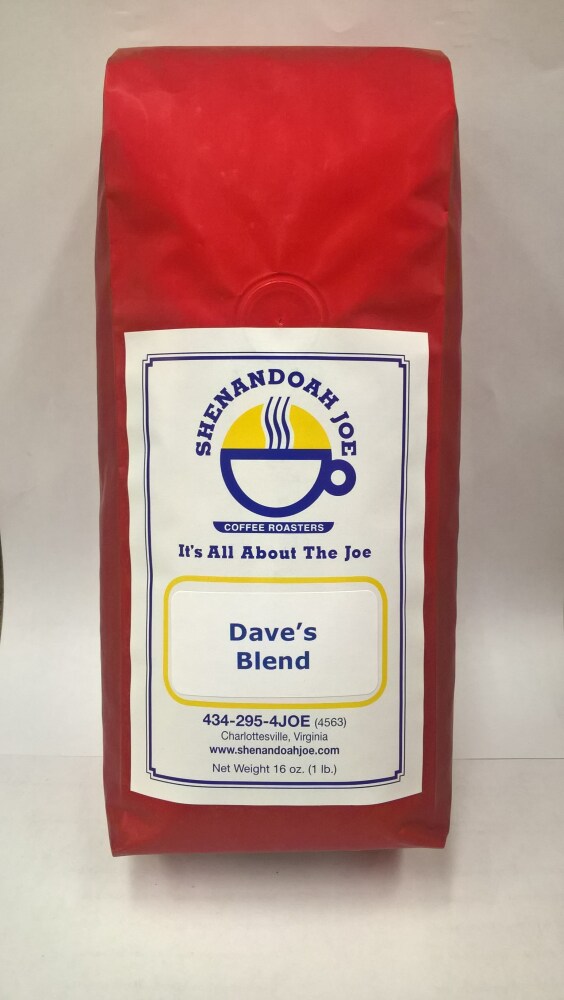 SHENANDOAH JOE
COFFEE ROASTERS
It's All About The Joe
Dave's
Blend
434-295-4JOE (4563)
Charlottesville, Virginia
www.shenandoahjoe.com
Net Weight 16 oz. (1 lb.)